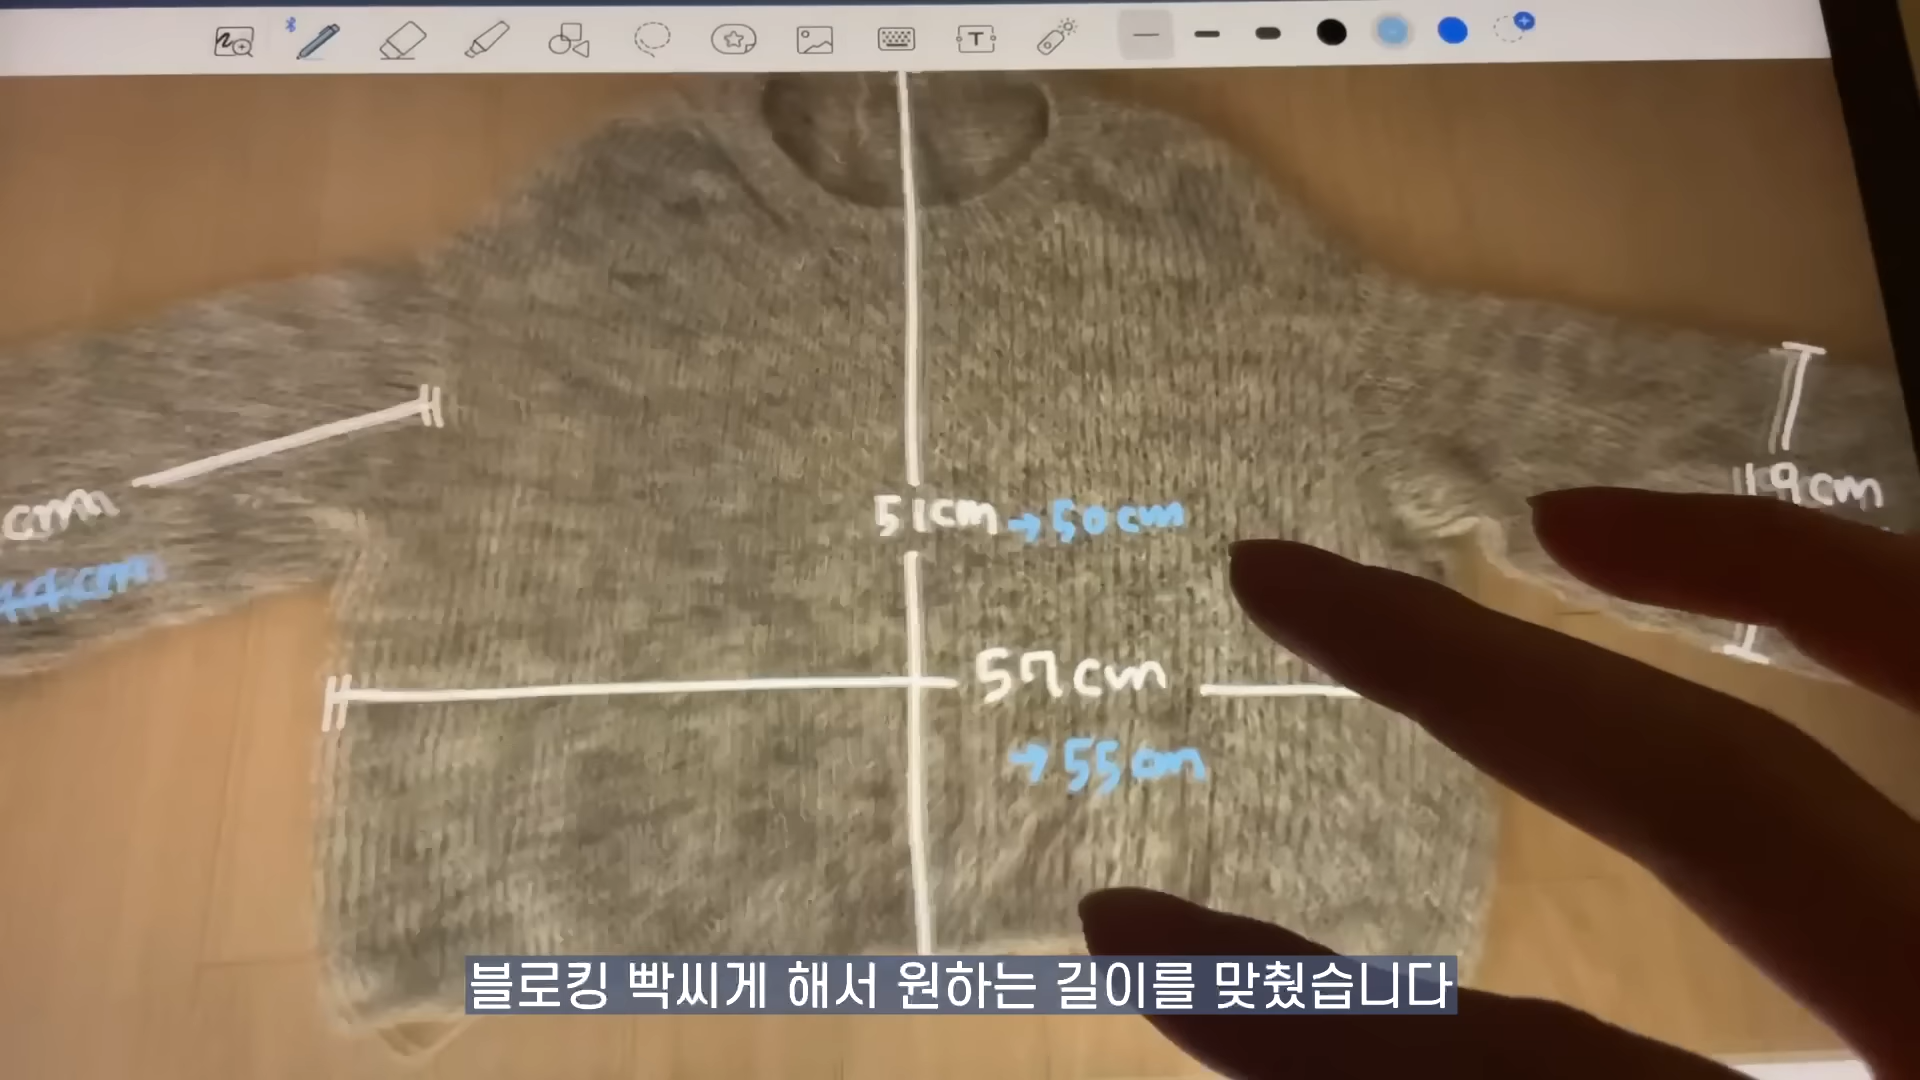 51cm → 50cm
19cm
cm
44cm
57cm
→ 55cm
블로킹 빡씨게 해서 원하는 길이를 맞췄습니다